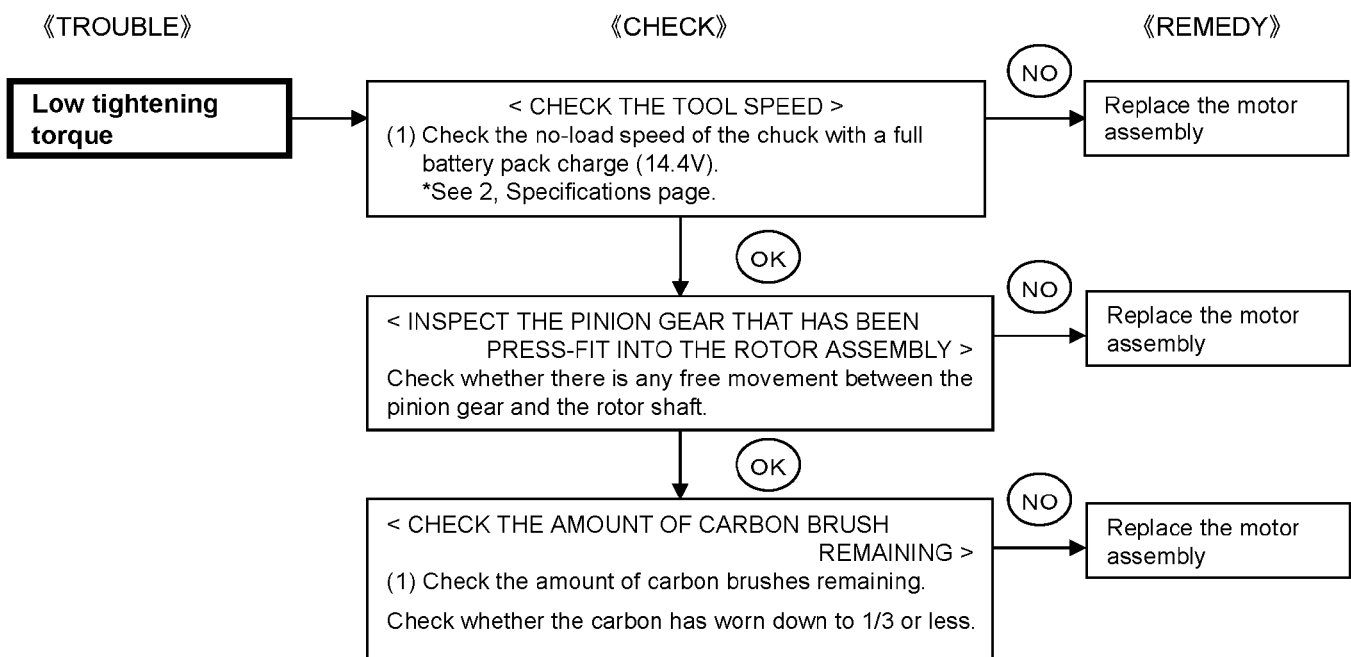 《TROUBLE》
《CHECK》
《REMEDY》
Low tightening
torque
< CHECK THE TOOL SPEED >
(1) Check the no-load speed of the chuck with a full
battery pack charge (14.4V).
*See 2, Specifications page.
NO
Replace the motor
assembly
OK
< INSPECT THE PINION GEAR THAT HAS BEEN
PRESS-FIT INTO THE ROTOR ASSEMBLY >
Check whether there is any free movement between the
pinion gear and the rotor shaft.
NO
Replace the motor
assembly
OK
< CHECK THE AMOUNT OF CARBON BRUSH
REMAINING >
(1) Check the amount of carbon brushes remaining.
Check whether the carbon has worn down to 1/3 or less.
NO
Replace the motor
assembly